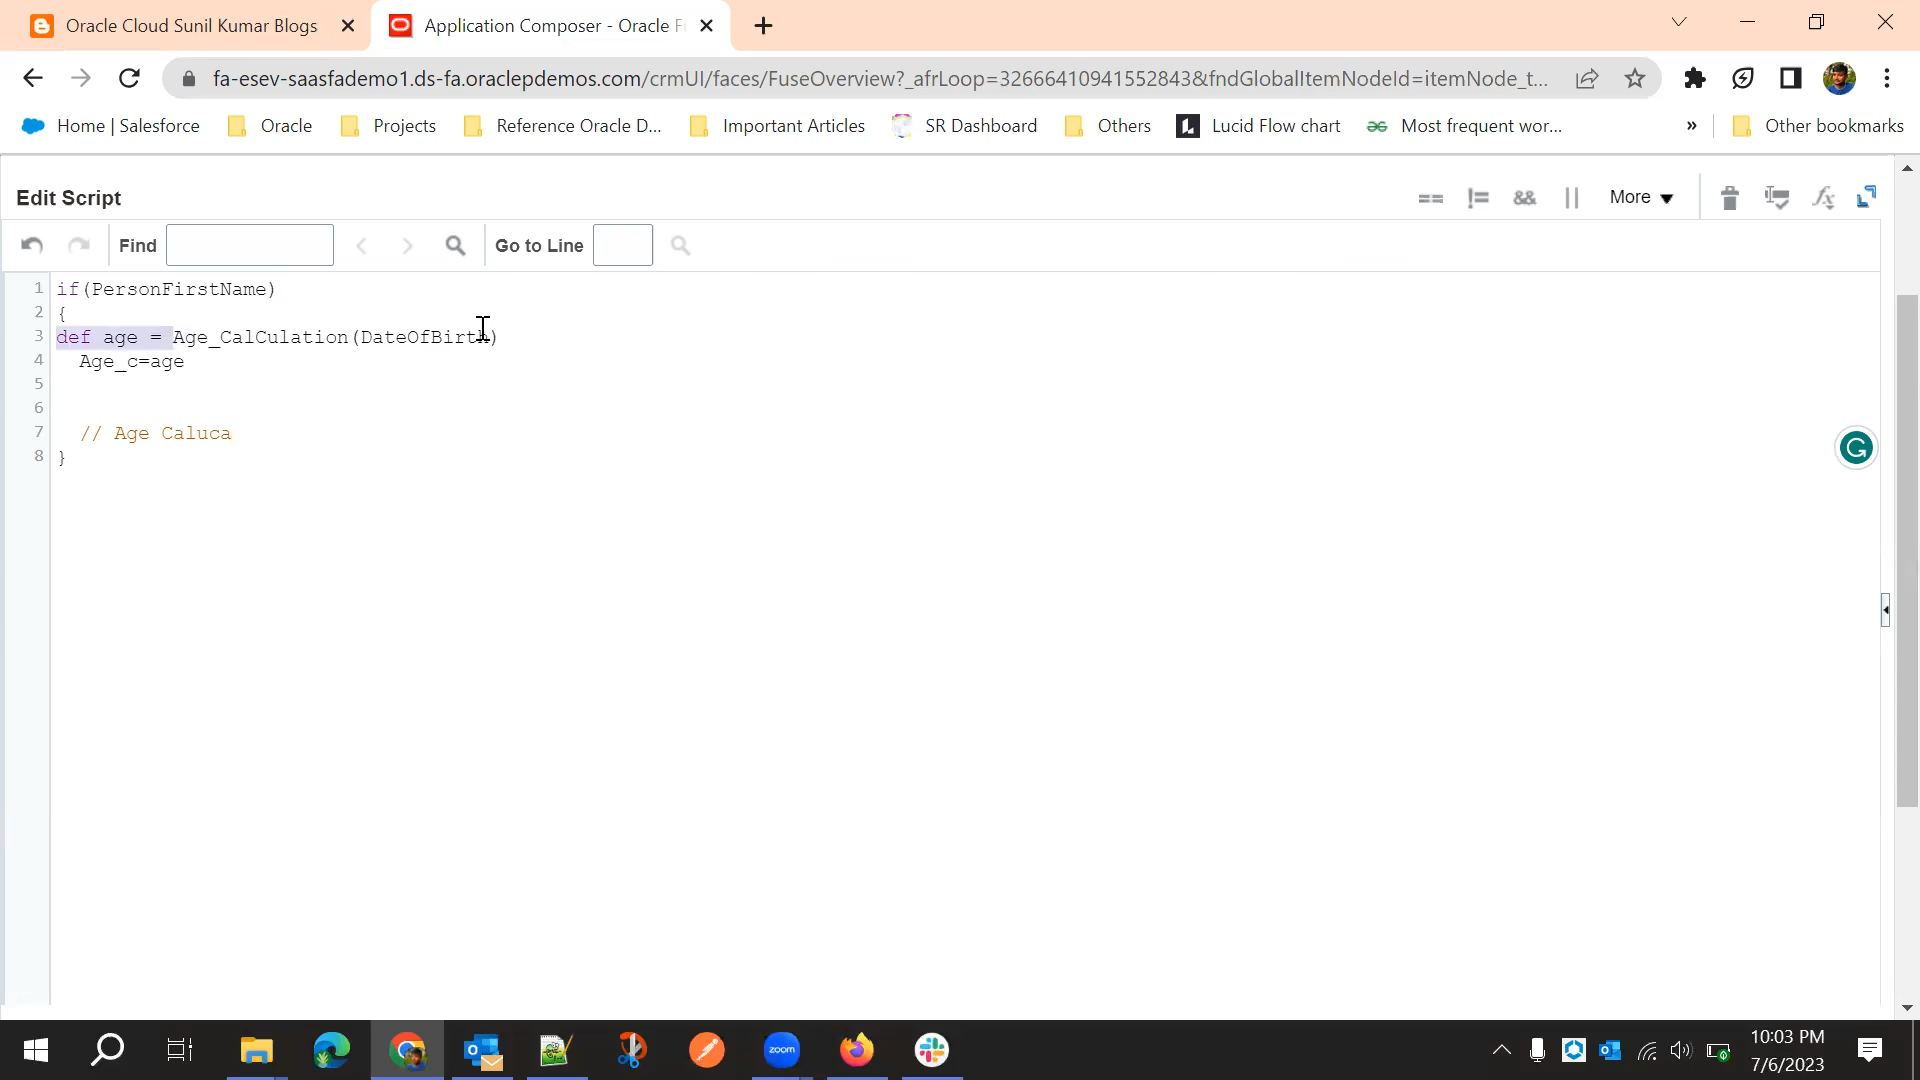 Oracle Cloud Sunil Kumar Blogs
Application Composer - Oracle F
fa-esev-saasfademo1.ds-fa.oraclepdemos.com/crmUI/faces/FuseOverview?_afrLoop=32666410941552843&fndGlobalItemNodeId=itemNode_t...
Home | Salesforce Oracle Projects Reference Oracle D... Important Articles SR Dashboard Others Lucid Flow chart Most frequent wor... » Other bookmarks
Edit Script == != && || More
Find Go to Line
1 if(PersonFirstName)
2 {
3 def age = Age_CalCulation(DateOfBirth)
4 Age_c=age
5
6
7 // Age Caluca
8 }
zoom
10:03 PM
7/6/2023